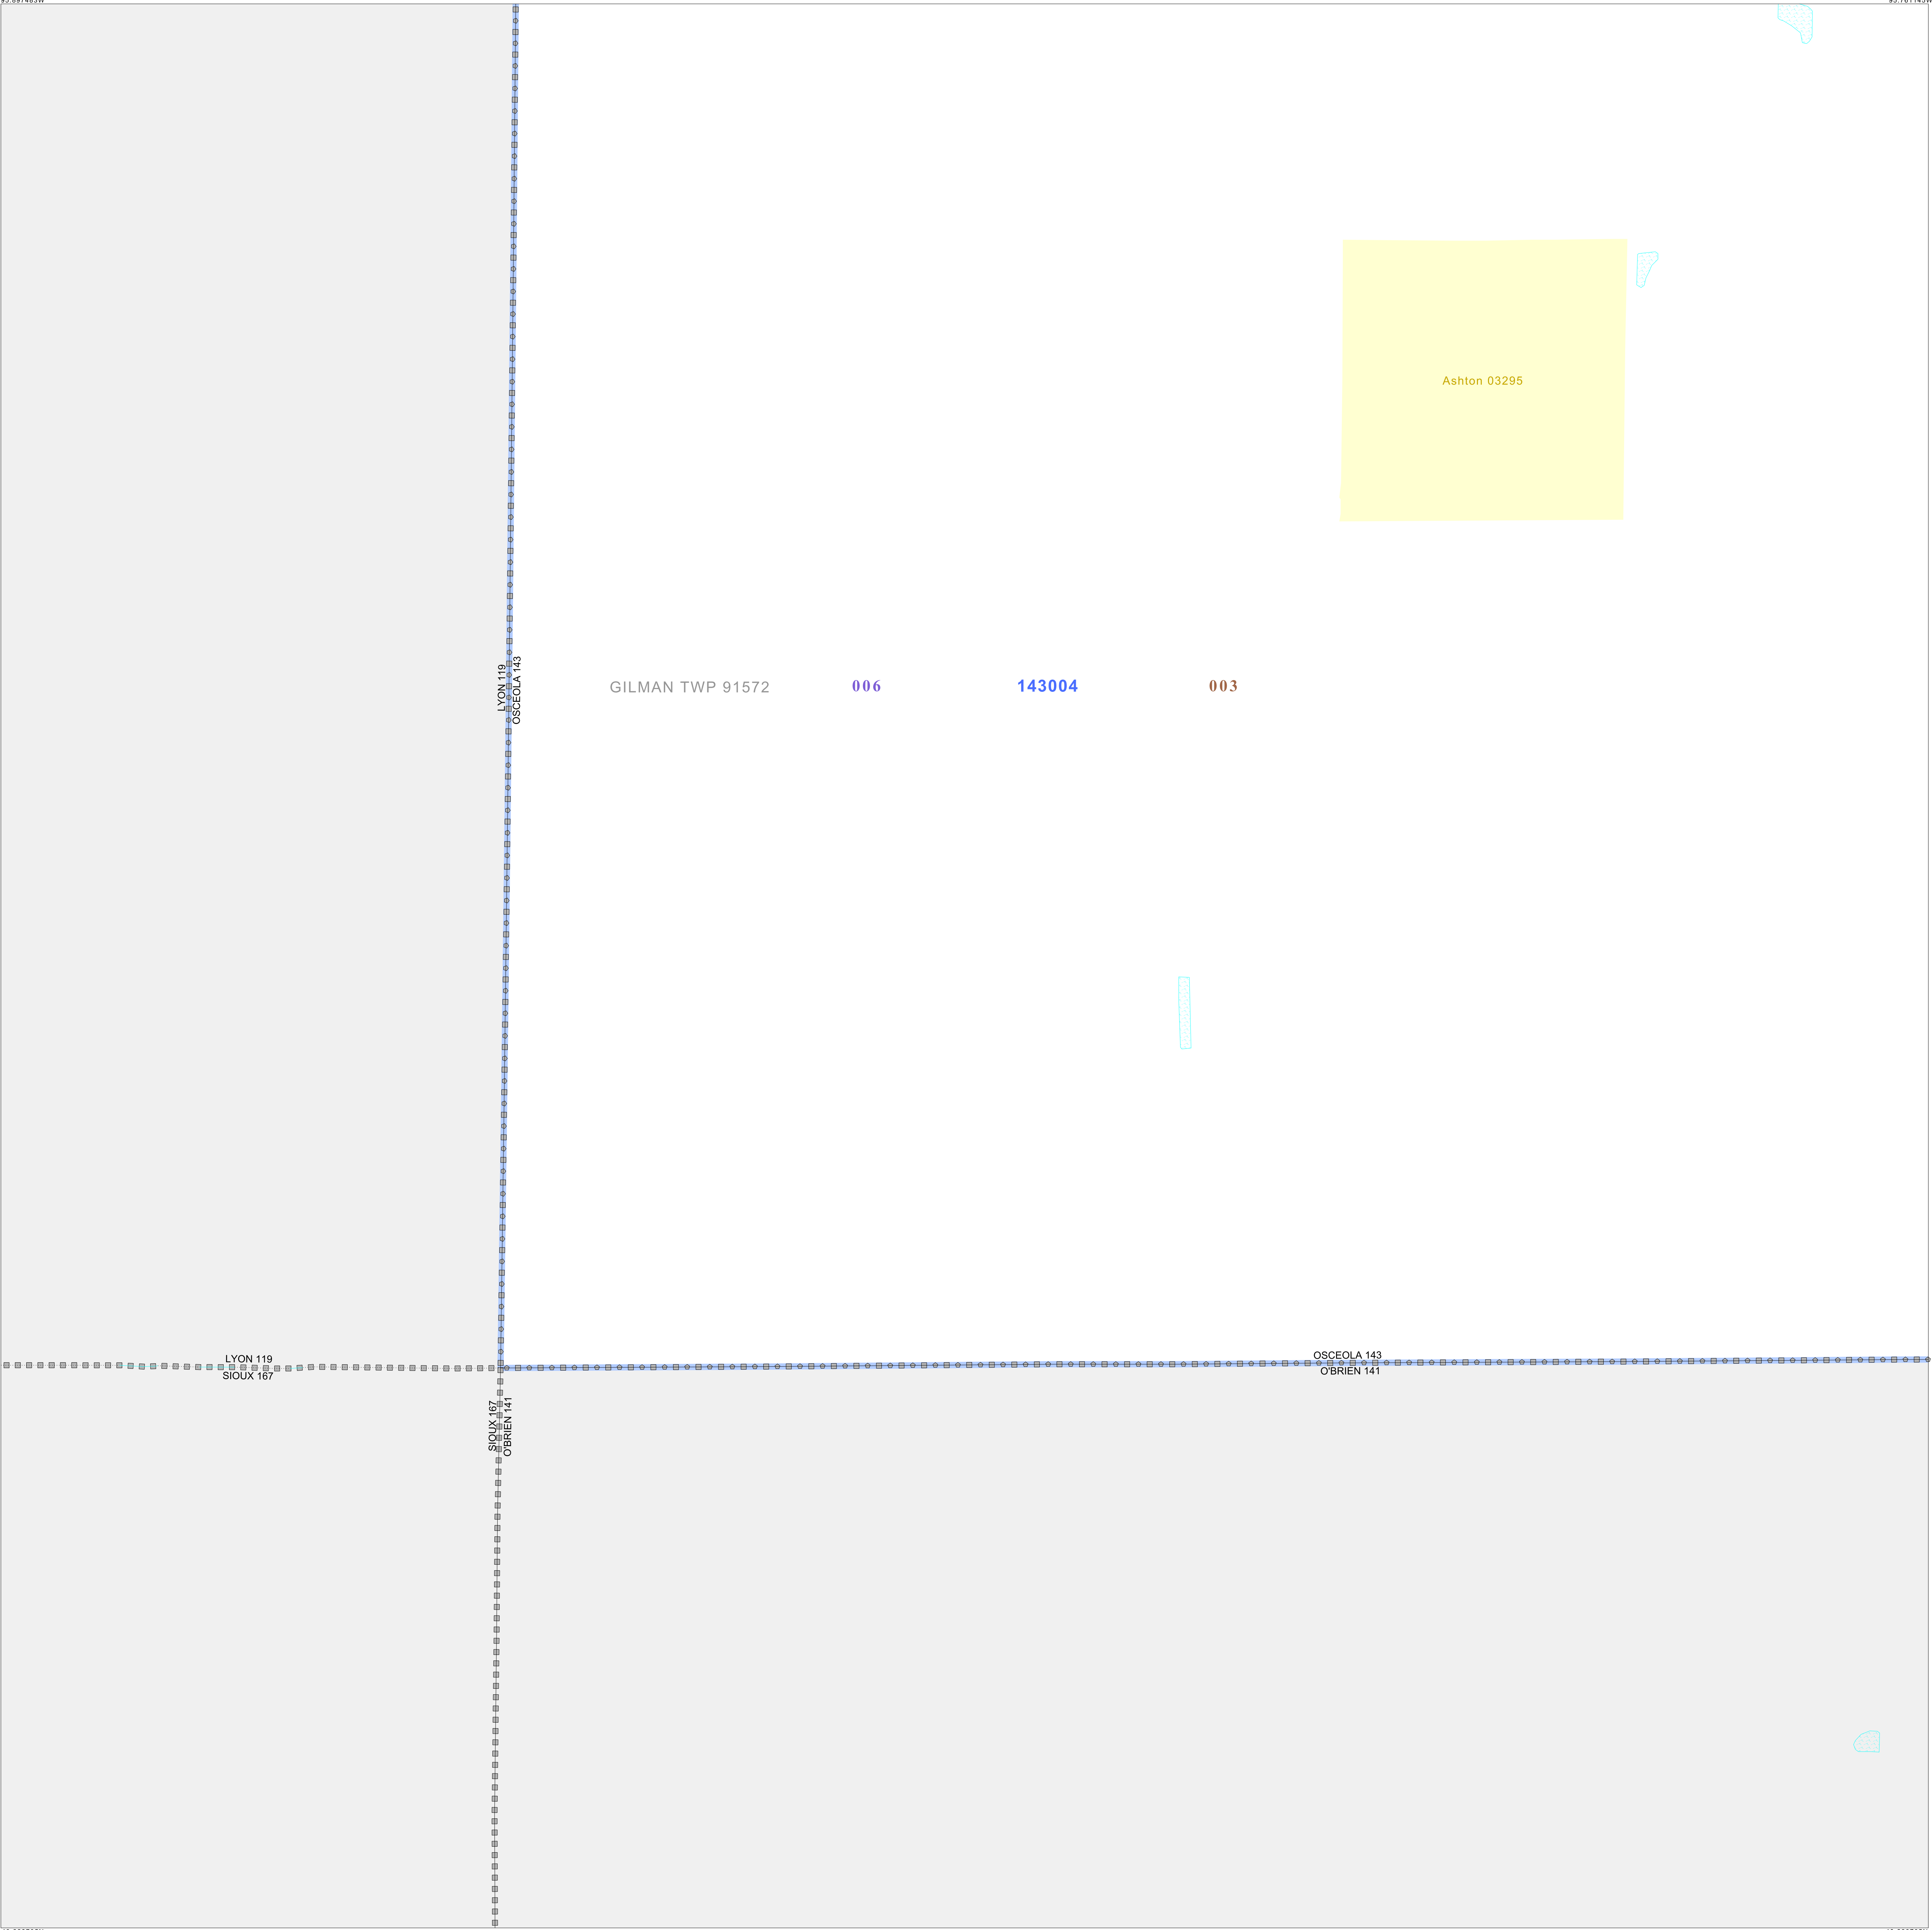 Ashton 03295
LYON 119
OSCEOLA 143
GILMAN TWP 91572 006 143004 003
LYON 119
SIOUX 167
OSCEOLA 143
O'BRIEN 141
SIOUX 167
O'BRIEN 141